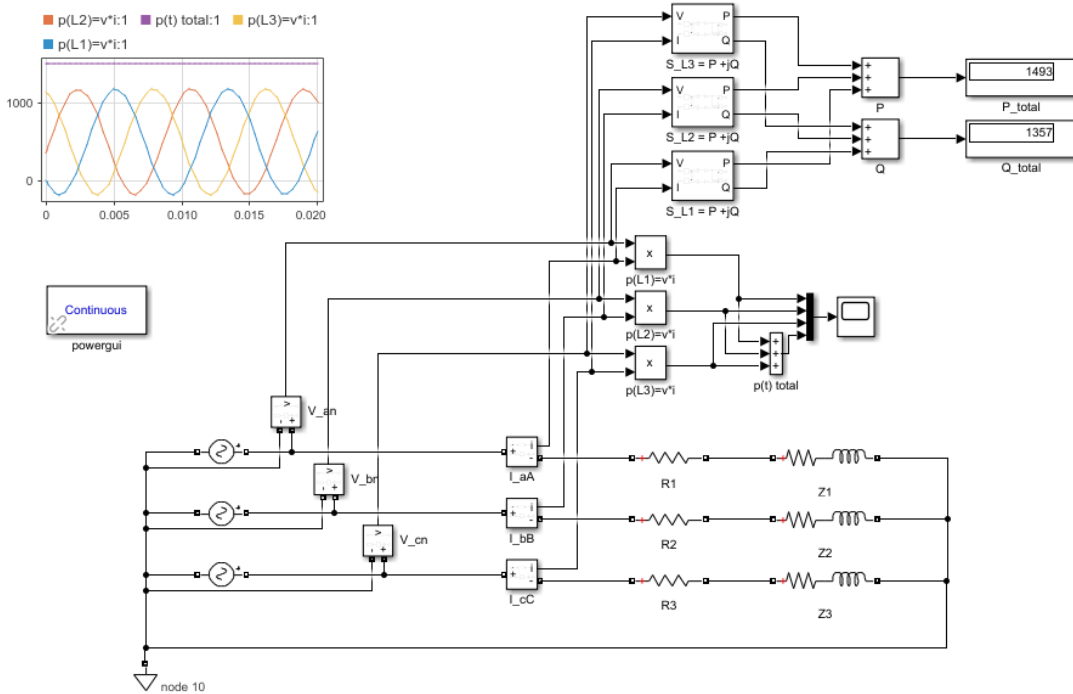 p(L2)=v*i:1 p(t) total:1 p(L3)=v*i:1
p(L1)=v*i:1
1000
0
0 0.005 0.010 0.015 0.020
V P
I Q
S_L3 = P +jQ
V P
I Q
S_L2 = P +jQ
V P
I Q
S_L1 = P +jQ
+
+
+
P
+
+
+
Q
1493
P_total
1357
Q_total
x
p(L1)=v*i
x
p(L2)=v*i
x
p(L3)=v*i
+
+
+
p(t) total
Continuous
powergui
v
- +
V_an
v
- +
V_bn
v
- +
V_cn
+ i
-
I_aA
+ i
-
I_bB
+ i
-
I_cC
+
R1
+
Z1
+
R2
+
Z2
+
R3
+
Z3
node 10